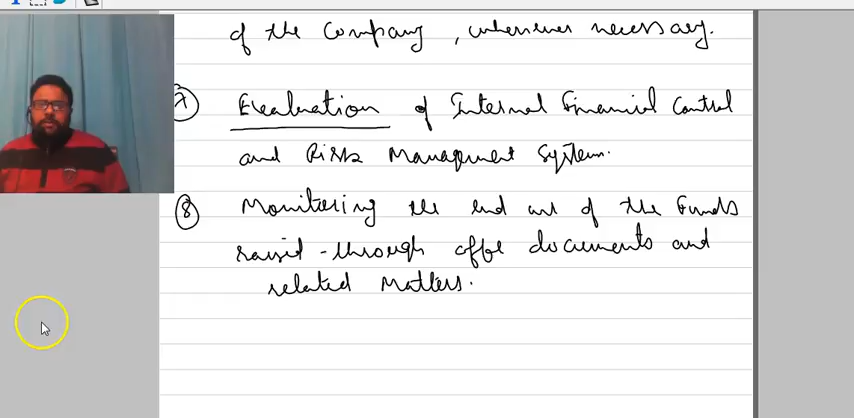 of the Company, whenever necessary.
7 Evaluation of Internal Financial Control
and Risk Management System.
8 Monitoring the end use of the Funds
raised through offe documents and
related Matters.